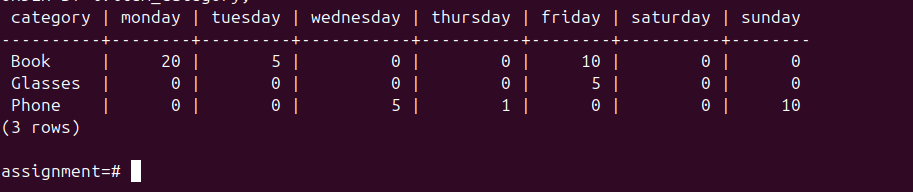 category | monday | tuesday | wednesday | thursday | friday | saturday | sunday
----------+--------+---------+-----------+----------+--------+----------+--------
Book | 20 | 5 | 0 | 0 | 10 | 0 | 0
Glasses | 0 | 0 | 0 | 0 | 5 | 0 | 0
Phone | 0 | 0 | 5 | 1 | 0 | 0 | 10
(3 rows)
assignment=#